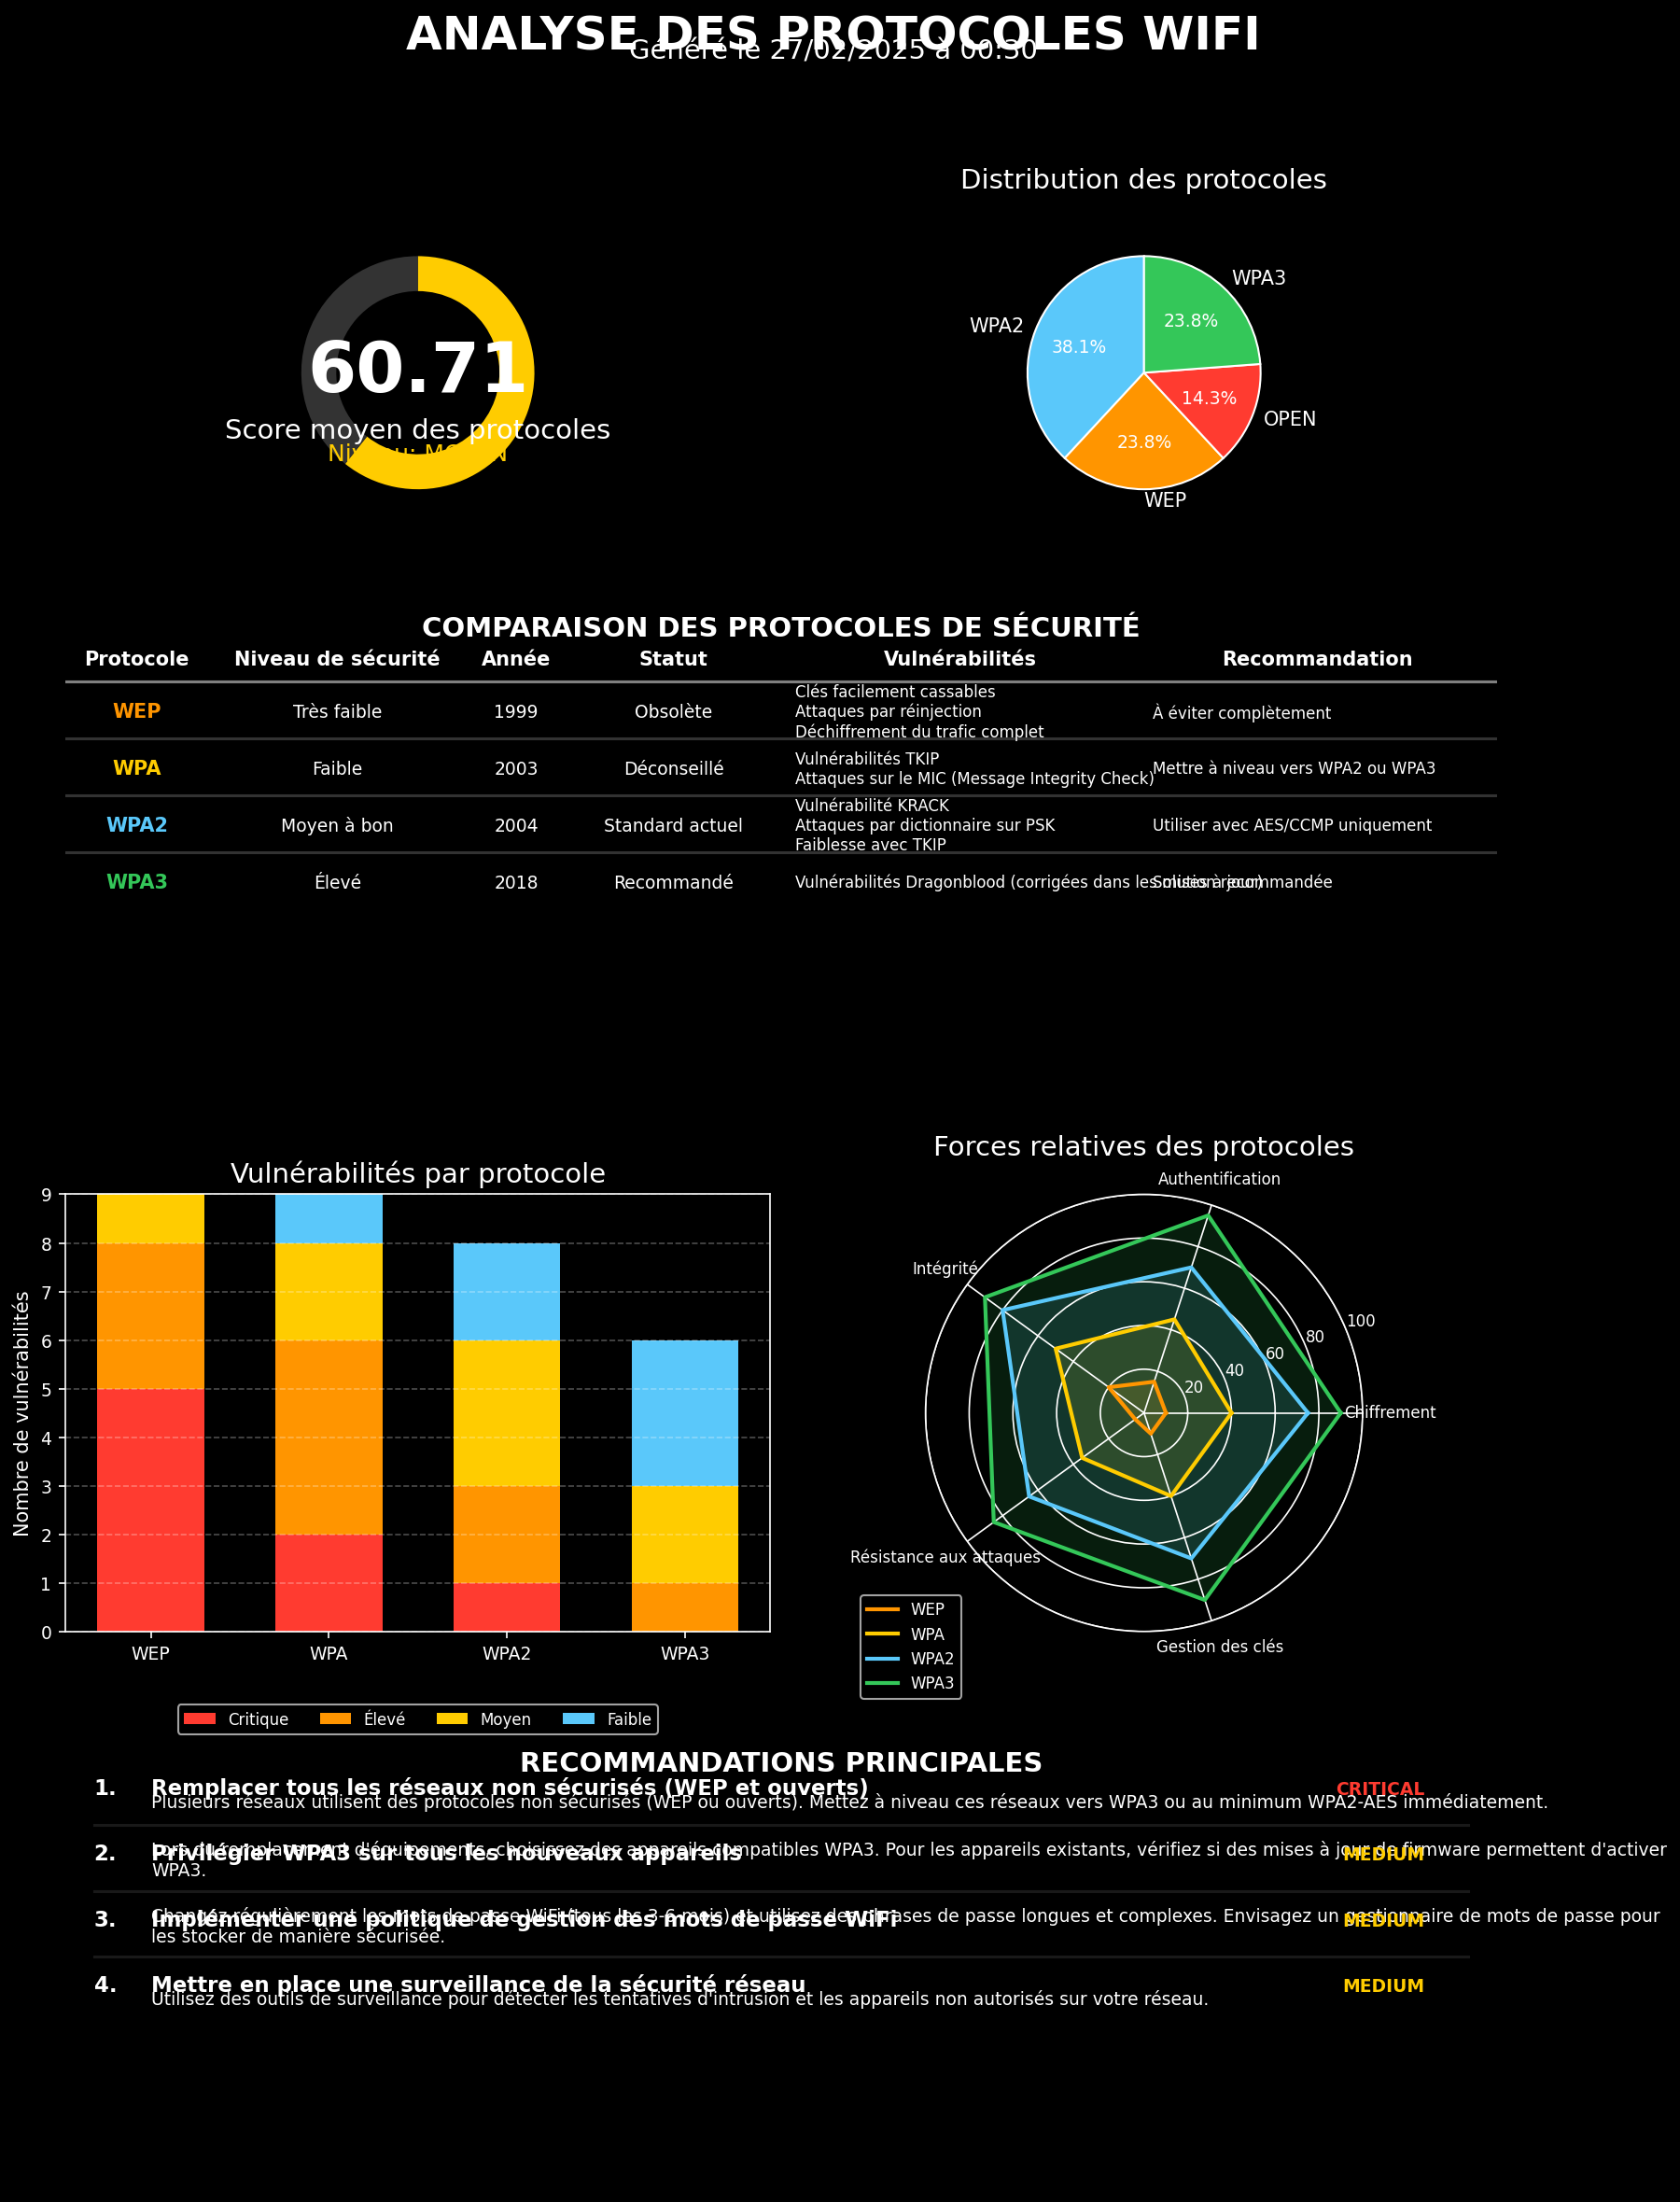 ANALYSE DES PROTOCOLES WIFI
Généré le 27/02/2025 à 00:30
Distribution des protocoles
60.71
Score moyen des protocoles
WPA3
WPA2
23.8%
38.1%
14.3%
OPEN
23.8%
WEP
COMPARAISON DES PROTOCOLES DE SÉCURITÉ
Protocole Niveau de sécurité Année Statut Vulnérabilités Recommandation
WEP Très faible 1999 Obsolète
Clés facilement cassables
Attaques par réinjection
Déchiffrement du trafic complet
À éviter complètement
WPA Faible 2003 Déconseillé
Vulnérabilités TKIP
Attaques sur le MIC (Message Integrity Check)
Mettre à niveau vers WPA2 ou WPA3
WPA2 Moyen à bon 2004 Standard actuel
Vulnérabilité KRACK
Attaques par dictionnaire sur PSK
Faiblesse avec TKIP
Utiliser avec AES/CCMP uniquement
WPA3 Élevé 2018 Recommandé
Vulnérabilités Dragonblood (corrigées dans les mises à jour)
Solution recommandée
Vulnérabilités par protocole
Nombre de vulnérabilités
9
8
7
6
5
4
3
2
1
0
WEP WPA WPA2 WPA3
Critique Élevé Moyen Faible
Forces relatives des protocoles
Authentification
Intégrité
100
80
60
40
20
Chiffrement
Résistance aux attaques
Gestion des clés
WEP
WPA
WPA2
WPA3
RECOMMANDATIONS PRINCIPALES
1. Remplacer tous les réseaux non sécurisés (WEP et ouverts) CRITICAL
Plusieurs réseaux utilisent des protocoles non sécurisés (WEP ou ouverts). Mettez à niveau ces réseaux vers WPA3 ou au minimum WPA2-AES immédiatement.
2. Privilégier WPA3 sur tous les nouveaux appareils MEDIUM
Lors du remplacement d'équipements, choisissez des appareils compatibles WPA3. Pour les appareils existants, vérifiez si des mises à jour de firmware permettent d'activer
WPA3.
3. Implémenter une politique de gestion des mots de passe WiFi MEDIUM
Changez régulièrement les mots de passe WiFi (tous les 3-6 mois) et utilisez des phrases de passe longues et complexes. Envisagez un gestionnaire de mots de passe pour
les stocker de manière sécurisée.
4. Mettre en place une surveillance de la sécurité réseau MEDIUM
Utilisez des outils de surveillance pour détecter les tentatives d'intrusion et les appareils non autorisés sur votre réseau.